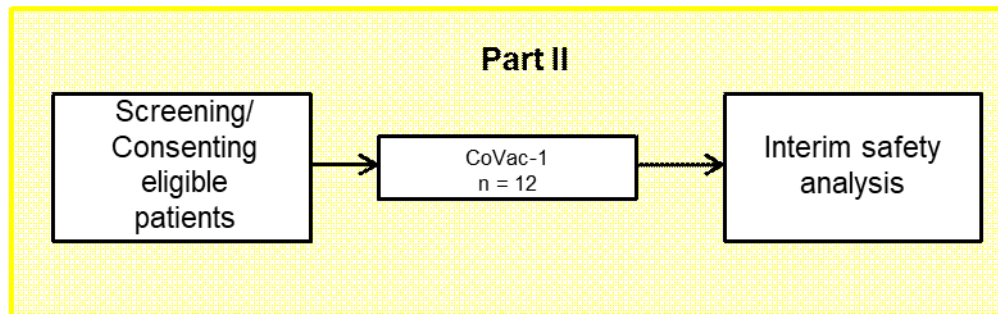 Part II
Screening/
Consenting
eligible
patients
CoVac-1
n = 12
Interim safety
analysis